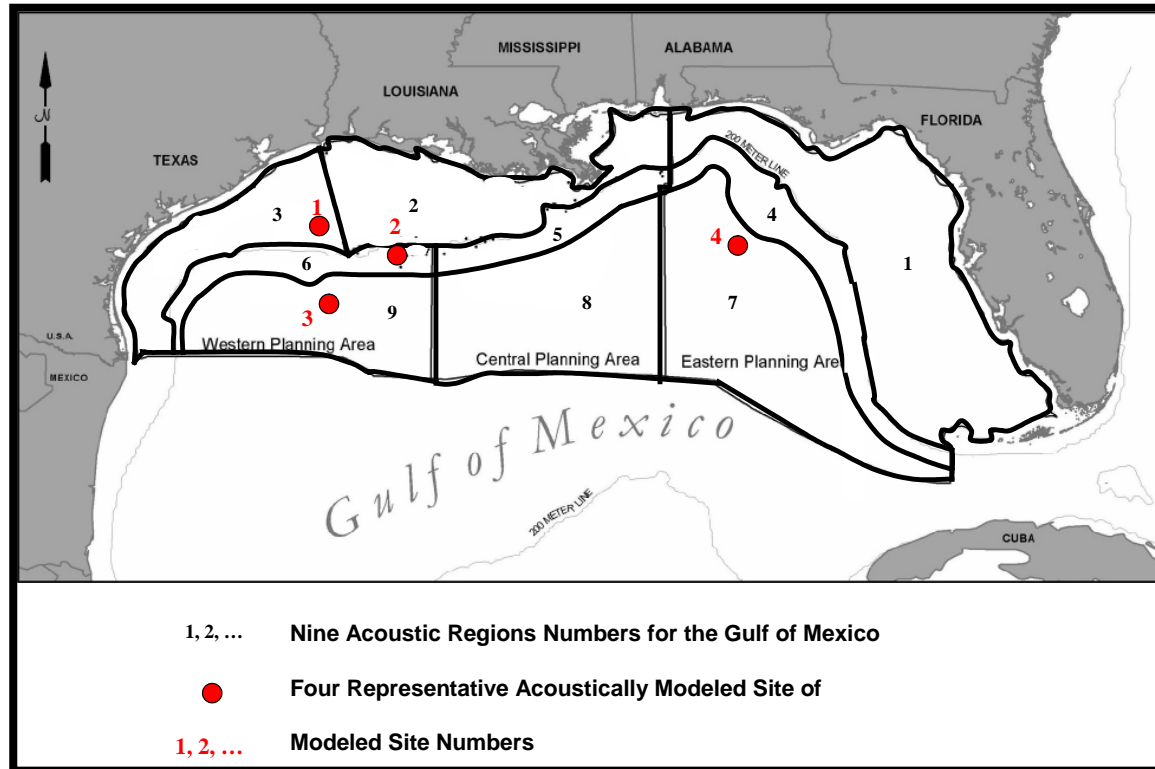 MISSISSIPPI
ALABAMA
LOUISIANA
N
FLORIDA
TEXAS
200 METER LINE
3
1
2
2
5
4
4
1
6
3
9
8
7
U.S.A.
MEXICO
Western Planning Area
Central Planning Area
Eastern Planning Are
Gulf of Mexico
200 METER LINE
CUBA
1, 2, ... Nine Acoustic Regions Numbers for the Gulf of Mexico
Four Representative Acoustically Modeled Site of
1, 2, ... Modeled Site Numbers